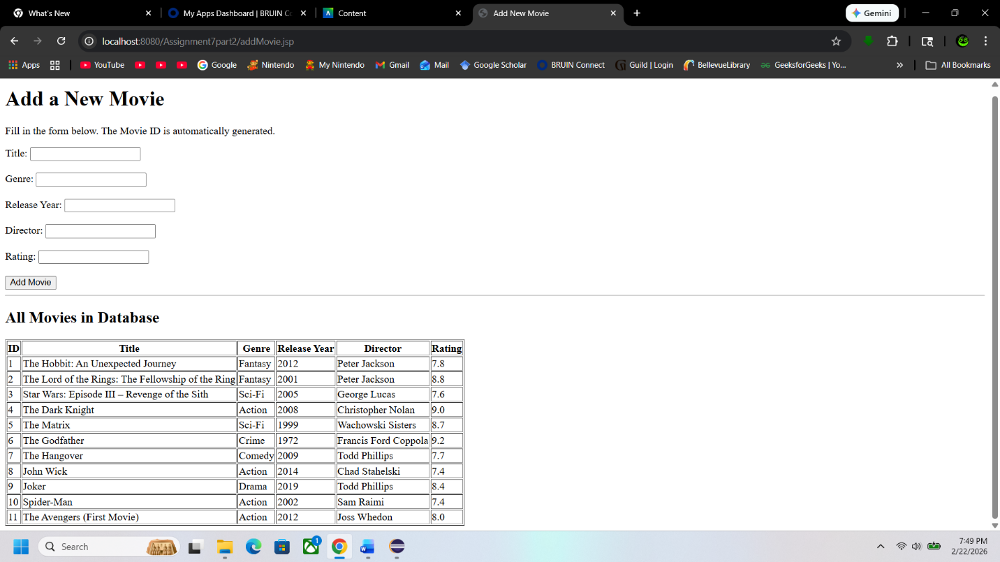 What's New
My Apps Dashboard | BRUIN Co
Content
Add New Movie
Gemini
localhost:8080/Assignment7part2/addMovie.jsp
Apps YouTube Google Nintendo My Nintendo Gmail Mail Google Scholar BRUIN Connect Guild | Login BellevueLibrary GeeksforGeeks | Yo... » All Bookmarks
Add a New Movie
Fill in the form below. The Movie ID is automatically generated.
Title:
Genre:
Release Year:
Director:
Rating:
Add Movie
All Movies in Database
ID Title Genre Release Year Director Rating
1 The Hobbit: An Unexpected Journey Fantasy 2012 Peter Jackson 7.8
2 The Lord of the Rings: The Fellowship of the Ring Fantasy 2001 Peter Jackson 8.8
3 Star Wars: Episode III – Revenge of the Sith Sci-Fi 2005 George Lucas 7.6
4 The Dark Knight Action 2008 Christopher Nolan 9.0
5 The Matrix Sci-Fi 1999 Wachowski Sisters 8.7
6 The Godfather Crime 1972 Francis Ford Coppola 9.2
7 The Hangover Comedy 2009 Todd Phillips 7.7
8 John Wick Action 2014 Chad Stahelski 7.4
9 Joker Drama 2019 Todd Phillips 8.4
10 Spider-Man Action 2002 Sam Raimi 7.4
11 The Avengers (First Movie) Action 2012 Joss Whedon 8.0
Search
1
7:49 PM
2/22/2026